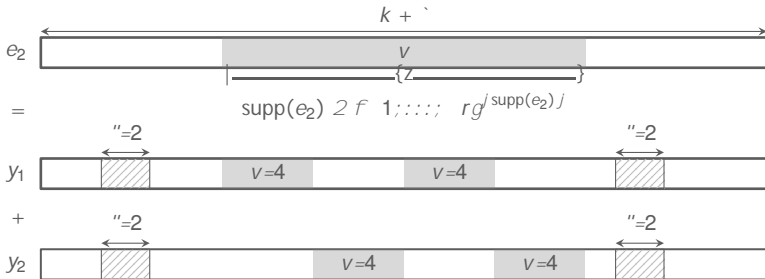 k + `
e₂ v
|{z}
= supp(e₂) 2 f 1;:::; rg^j supp(e₂) j
"=2 "=2
y₁ v=4 v=4
+ "=2 "=2
y₂ v=4 v=4